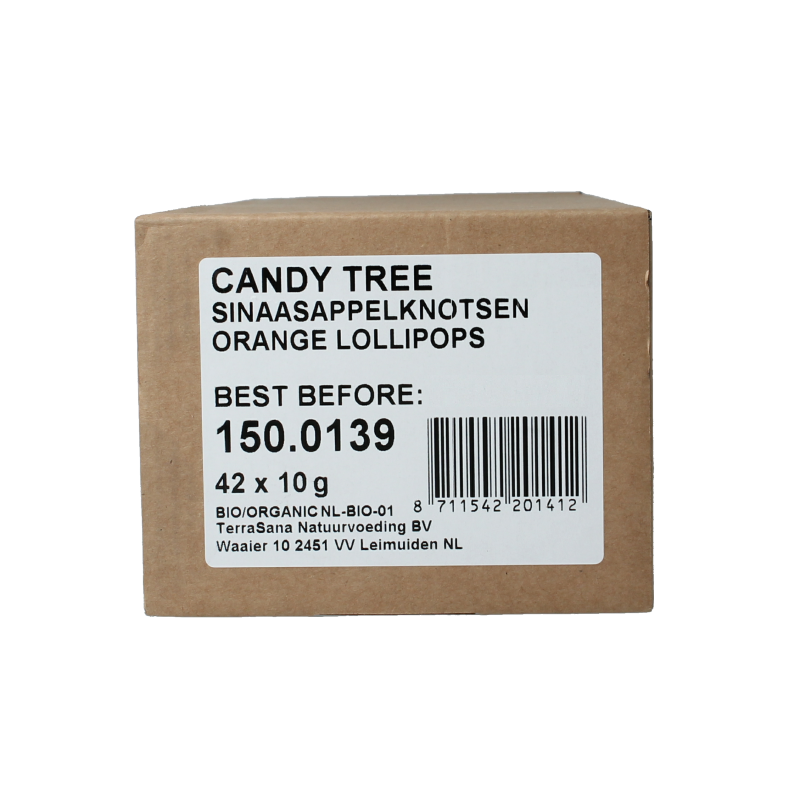 CANDY TREE
SINAASAPPELKNOTSEN
ORANGE LOLLIPOPS
BEST BEFORE:
150.0139
42 x 10 g
8 711542 201412
BIO/ORGANIC NL-BIO-01
TerraSana Natuurvoeding BV
Waaier 10 2451 VV Leimuiden NL